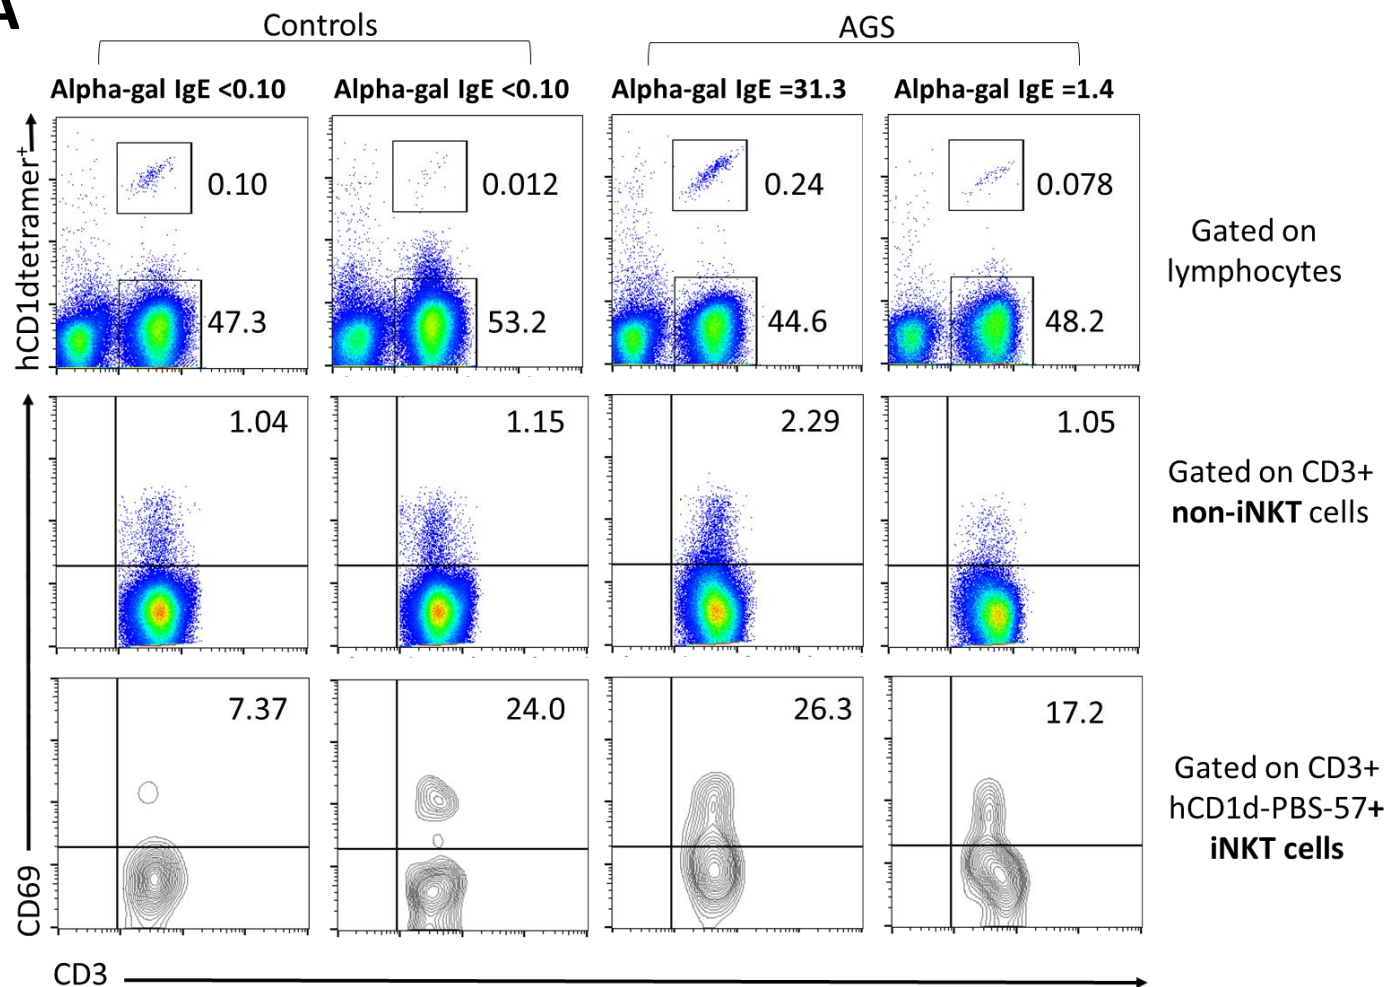 A
Controls
AGS
Alpha-gal IgE <0.10
Alpha-gal IgE <0.10
Alpha-gal IgE =31.3
Alpha-gal IgE =1.4
hCD1dtetramer+
0.10
0.012
0.24
0.078
47.3
53.2
44.6
48.2
Gated on
lymphocytes
1.04
1.15
2.29
1.05
Gated on CD3+
non-iNKT cells
7.37
24.0
26.3
17.2
Gated on CD3+
hCD1d-PBS-57+
iNKT cells
CD69
CD3